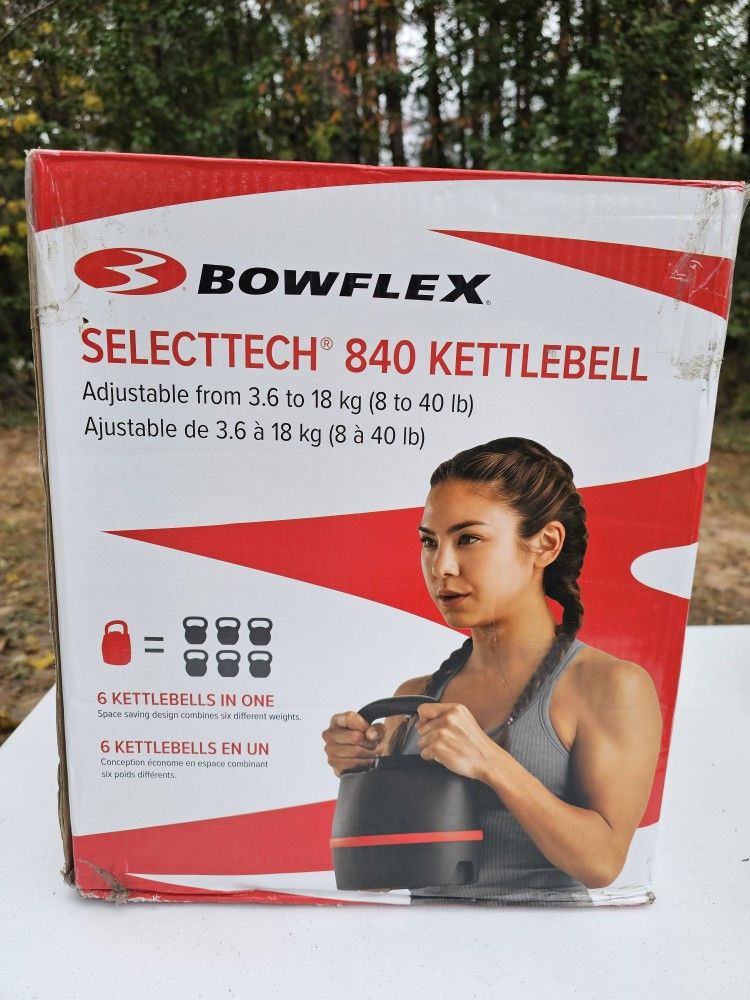 BOWFLEX®
SELECTTECH® 840 KETTLEBELL
Adjustable from 3.6 to 18 kg (8 to 40 lb)
Ajustable de 3.6 à 18 kg (8 à 40 lb)
=
6 KETTLEBELLS IN ONE
Space saving design combines six different weights.
6 KETTLEBELLS EN UN
Conception économe en espace combinant
six poids différents.